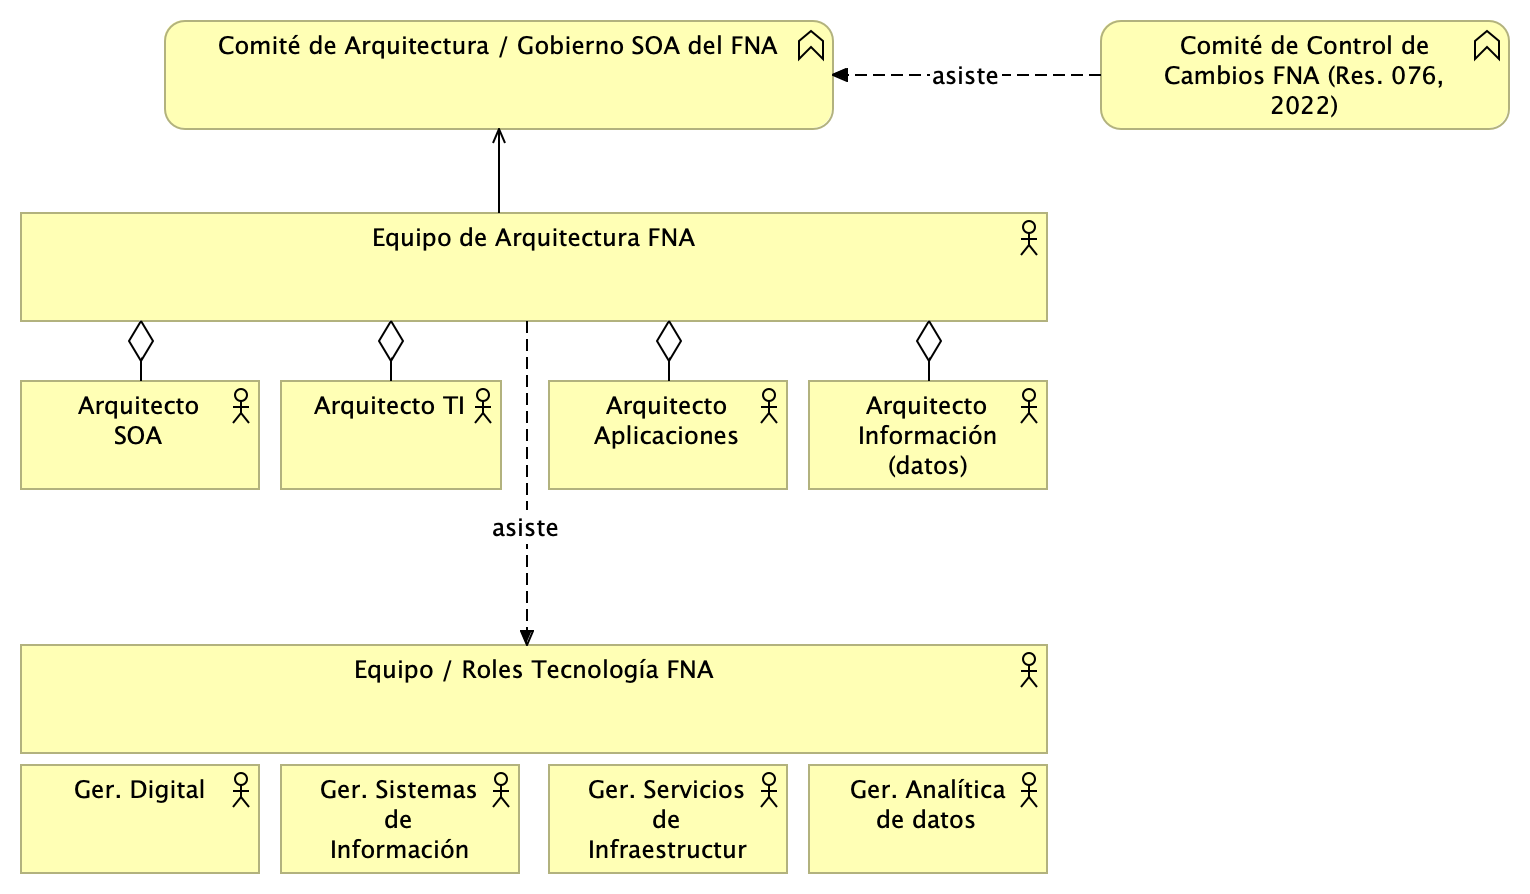 Comité de Arquitectura / Gobierno SOA del FNA
asiste
Comité de Control de
Cambios FNA (Res. 076,
2022)
Equipo de Arquitectura FNA
Arquitecto
SOA
Arquitecto TI
Arquitecto
Aplicaciones
Arquitecto
Información
(datos)
asiste
Equipo / Roles Tecnología FNA
Ger. Digital
Ger. Sistemas
de
Información
Ger. Servicios
de
Infraestructur
Ger. Analítica
de datos